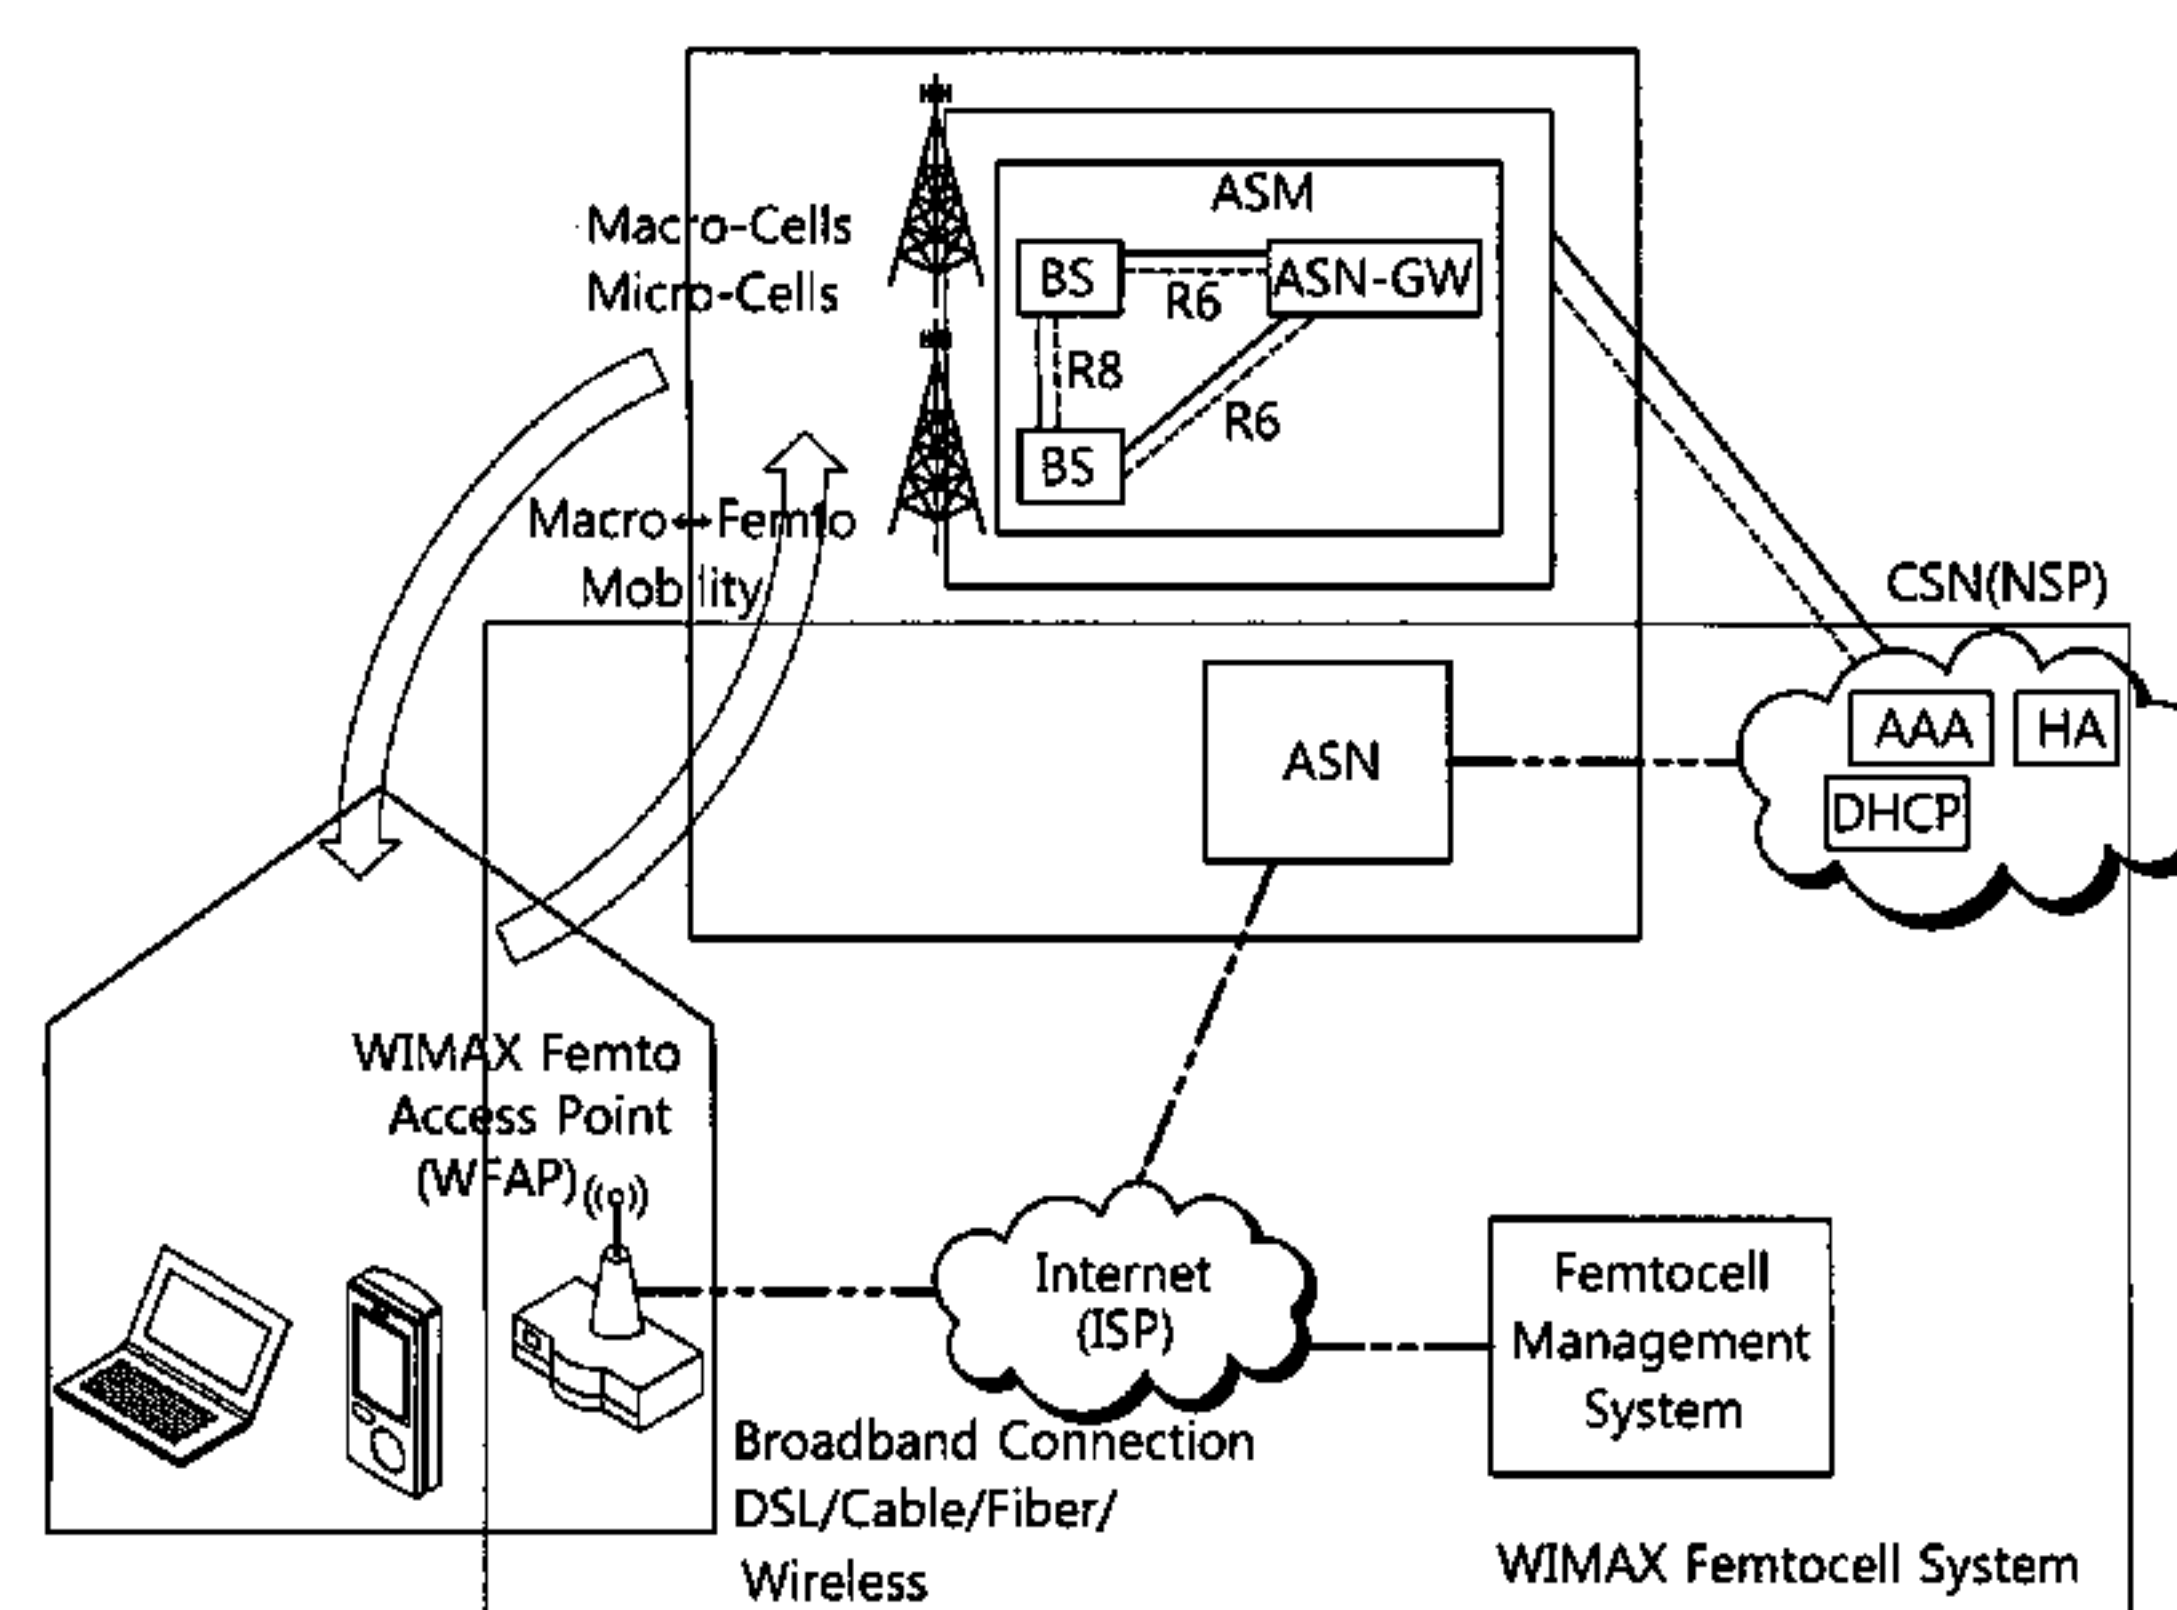 ASM
Macro-Cells
Micro-Cells
BS
R6
ASN-GW
R8
R6
BS
Macro↔Femto
Mobility
CSN(NSP)
AAA
HA
DHCP
ASN
WIMAX Femto
Access Point
(WFAP)
Internet
(ISP)
Femtocell
Management
System
Broadband Connection
DSL/Cable/Fiber/
Wireless
WIMAX Femtocell System